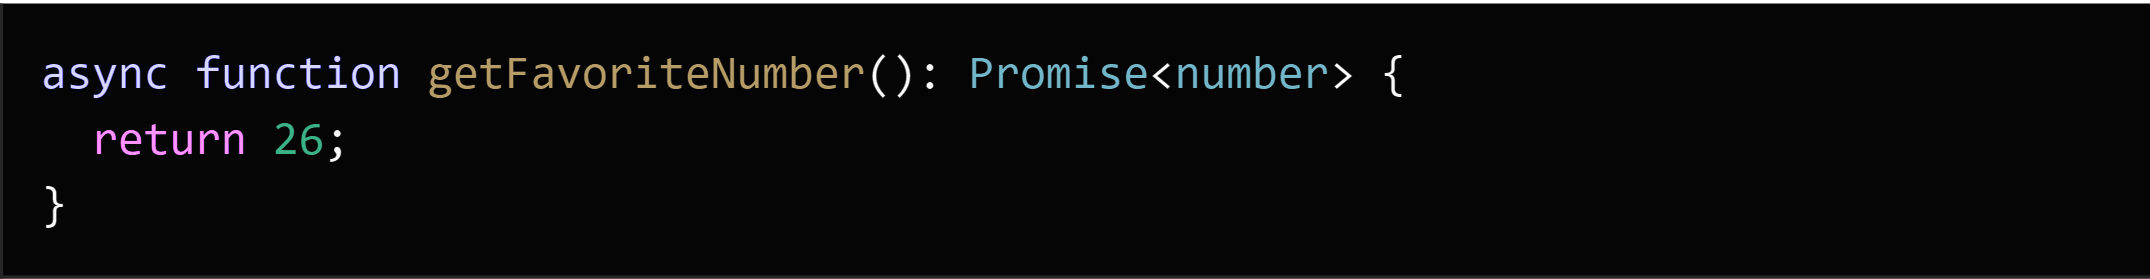 async function getFavoriteNumber(): Promise<number> {
  return 26;
}